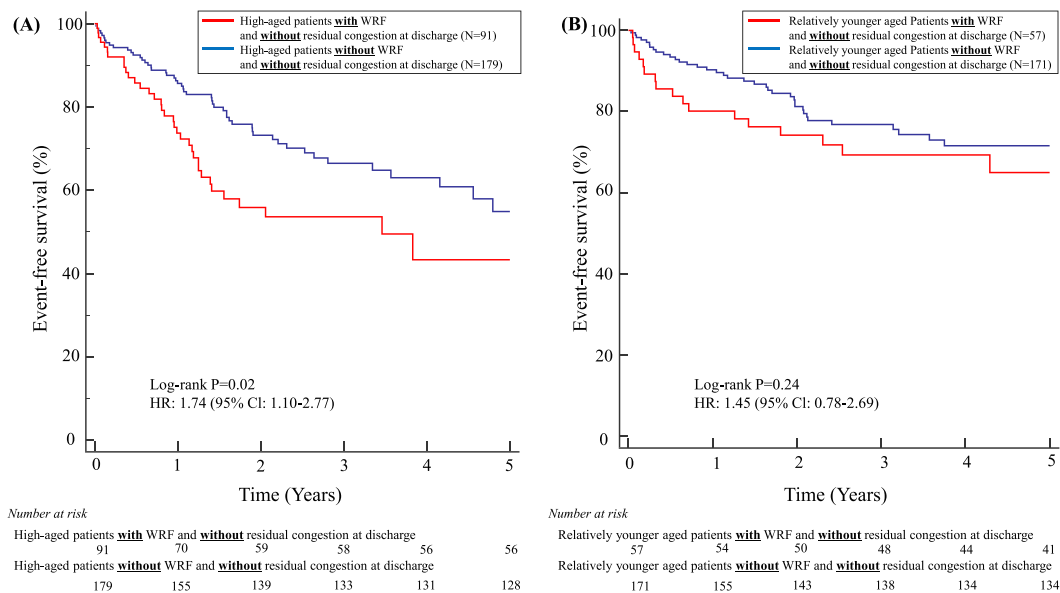 (A)
High-aged patients with WRF
and without residual congestion at discharge (N=91)
High-aged patients without WRF
and without residual congestion at discharge (N=179)
100
80
60
40
20
0
Event-free survival (%)
Log-rank P=0.02
HR: 1.74 (95% Cl: 1.10-2.77)
0 1 2 3 4 5
Time (Years)
Number at risk
High-aged patients with WRF and without residual congestion at discharge
91 70 59 58 56 56
High-aged patients without WRF and without residual congestion at discharge
179 155 139 133 131 128
(B)
Relatively younger aged Patients with WRF
and without residual congestion at discharge (N=57)
Relatively younger aged Patients without WRF
and without residual congestion at discharge (N=171)
100
80
60
40
20
0
Event-free survival (%)
Log-rank P=0.24
HR: 1.45 (95% Cl: 0.78-2.69)
0 1 2 3 4 5
Time (Years)
Number at risk
Relatively younger aged patients with WRF and without residual congestion at discharge
57 54 50 48 44 41
Relatively younger aged patients without WRF and without residual congestion at discharge
171 155 143 138 134 134